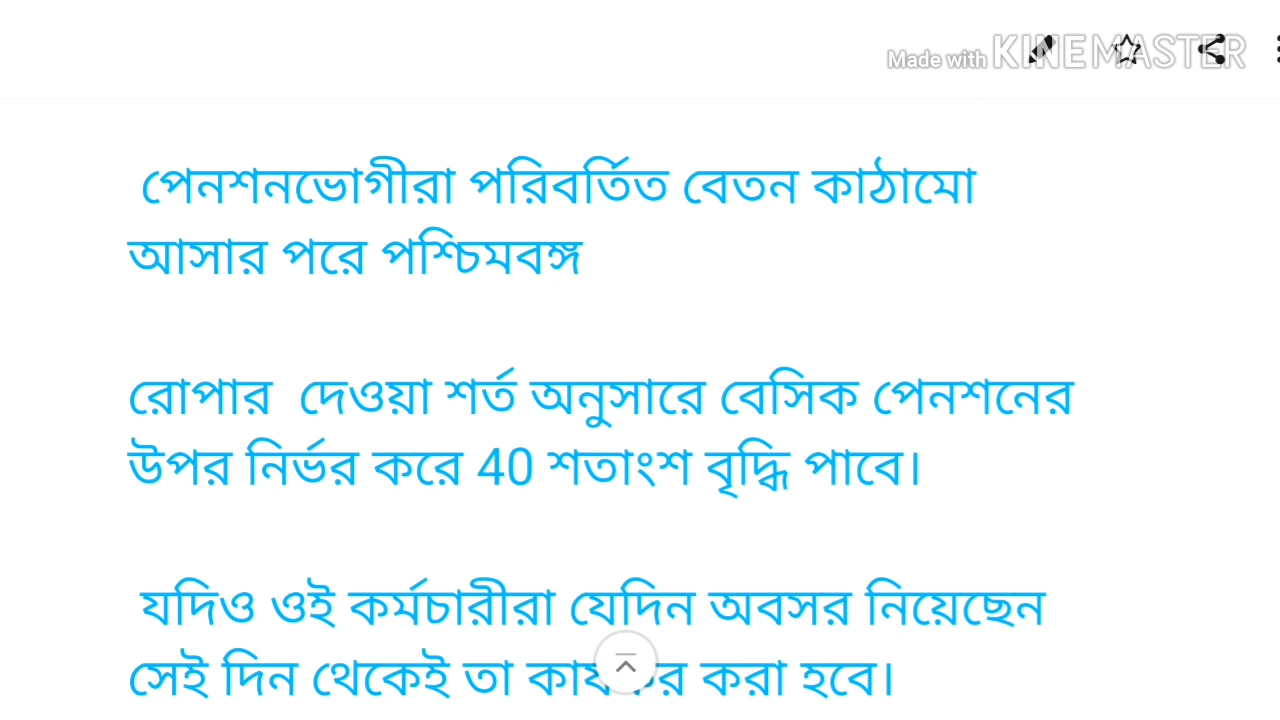 Made with KINEMASTER
পেনশনভোগীরা পরিবর্তিত বেতন কাঠামো
আসার পরে পশ্চিমবঙ্গ
রোপার দেওয়া শর্ত অনুসারে বেসিক পেনশনের
উপর নির্ভর করে 40 শতাংশ বৃদ্ধি পাবে।
যদিও ওই কর্মচারীরা যেদিন অবসর নিয়েছেন
সেই দিন থেকেই তা করা হবে।